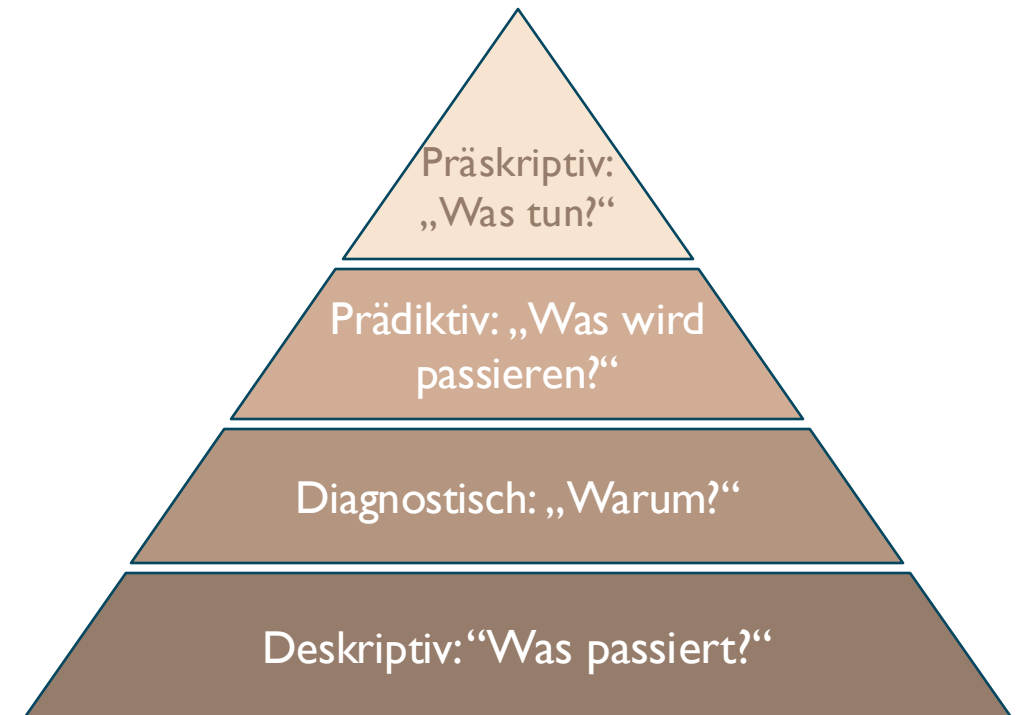 Präskriptiv:
„Was tun?“
Prädiktiv: „Was wird
passieren?“
Diagnostisch: „Warum?“
Deskriptiv: “Was passiert?“